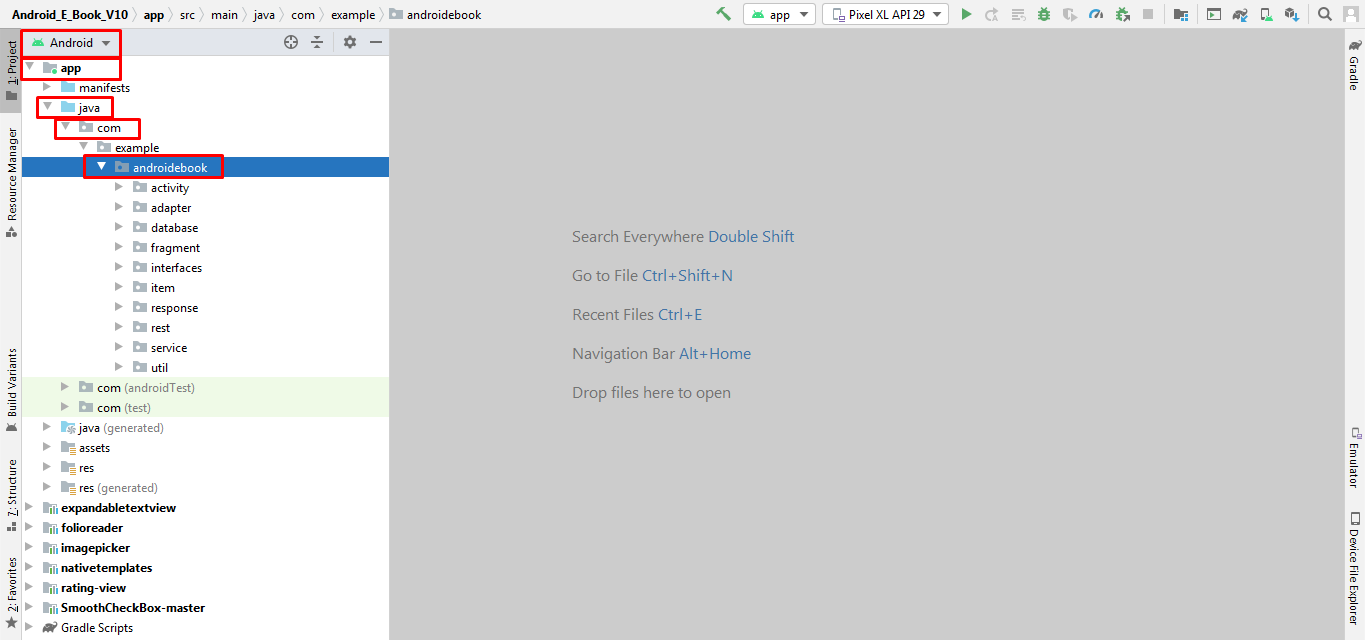 Android_E_Book_V10 app src main java com example androidebook app Pixel XL API 29
Android
1: Project
app
manifests
java
com
example
androidebook
activity
adapter
database
fragment
interfaces
item
response
rest
service
util
com (androidTest)
com (test)
java (generated)
assets
res
res (generated)
expandabletextview
folioreader
imagepicker
nativetemplates
rating-view
SmoothCheckBox-master
Gradle Scripts
Resource Manager
Build Variants
7: Structure
2: Favorites
Search Everywhere Double Shift
Go to File Ctrl+Shift+N
Recent Files Ctrl+E
Navigation Bar Alt+Home
Drop files here to open
Gradle
Emulator
Device File Explorer